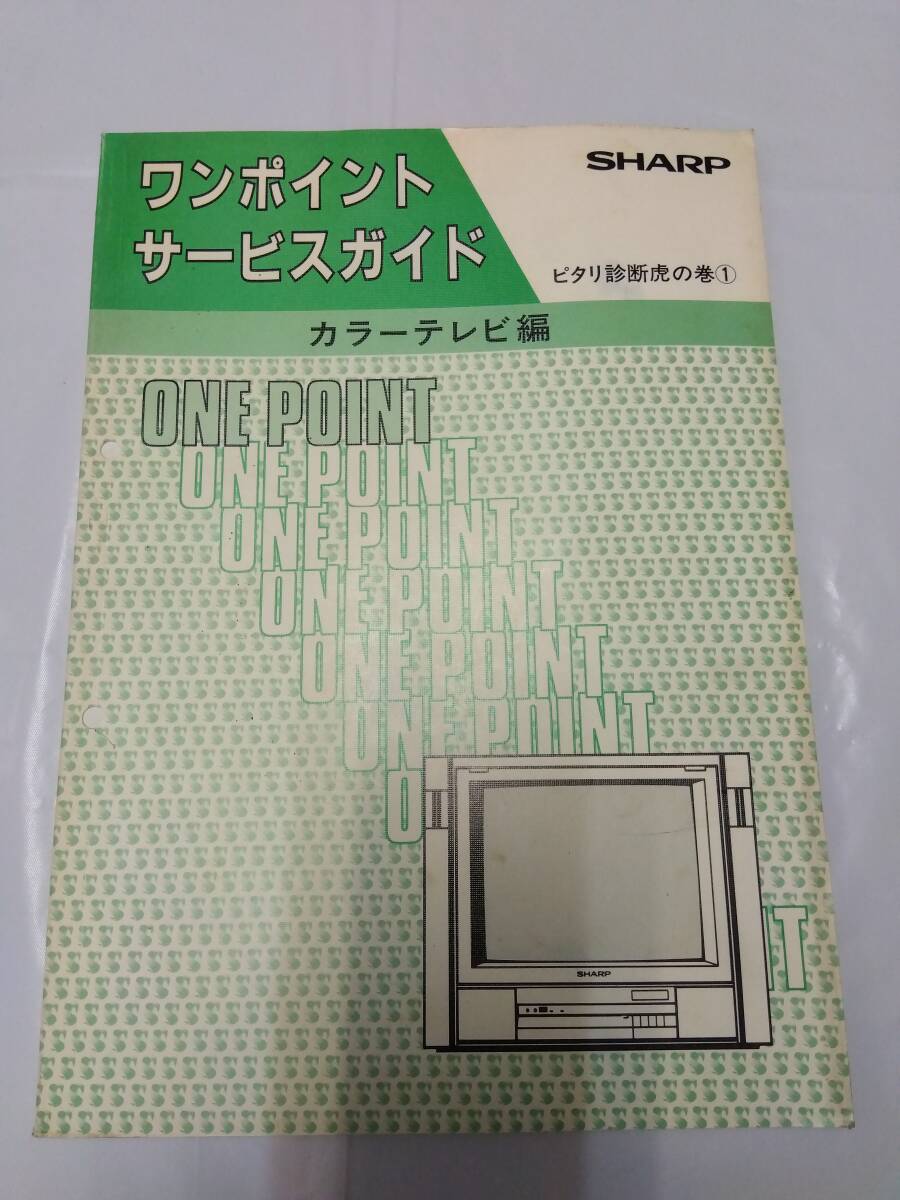 ワンポイント
サービスガイド
SHARP
ピタリ診断虎の巻①
カラーテレビ編
ONE POINT
ONE POINT
ONE POINT
ONE POINT
ONE POINT
ONE POINT
O
NT
SHARP